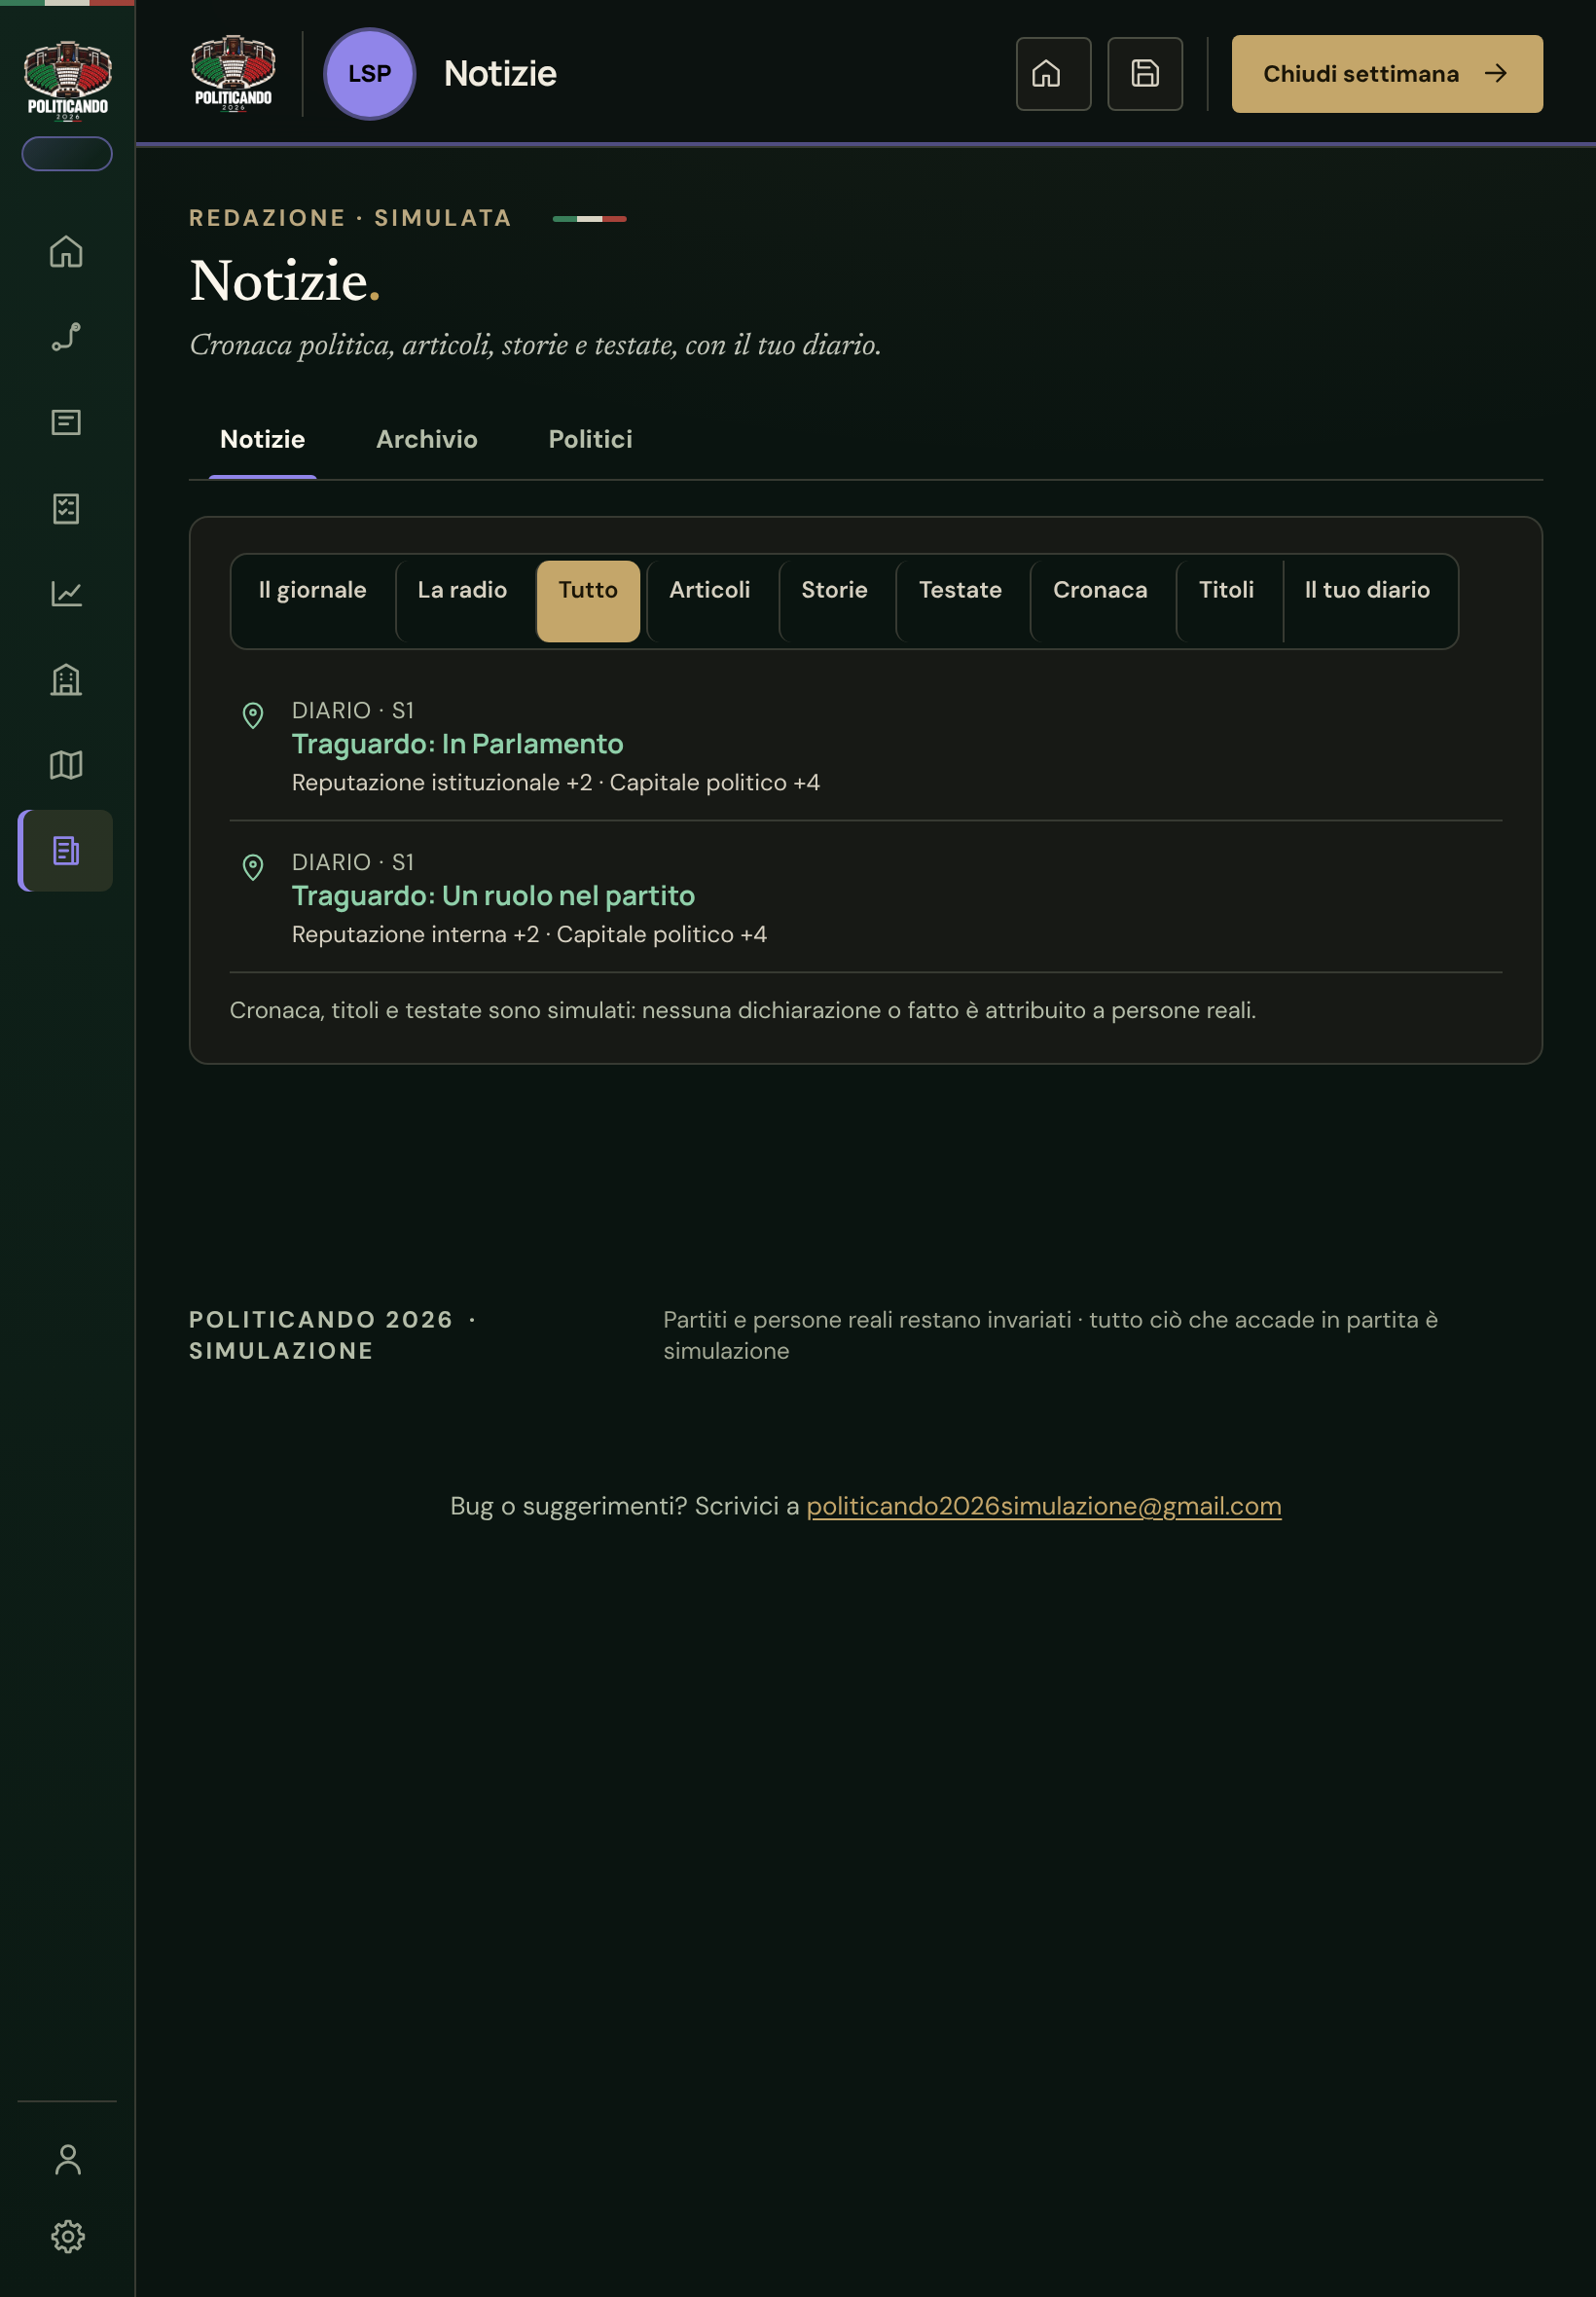 POLITICANDO
2026
POLITICANDO
2026
LSP
Notizie
Chiudi settimana
REDAZIONE · SIMULATA
Notizie.
Cronaca politica, articoli, storie e testate, con il tuo diario.
Notizie Archivio Politici
Il giornale La radio Tutto Articoli Storie Testate Cronaca Titoli Il tuo diario
DIARIO · S1
Traguardo: In Parlamento
Reputazione istituzionale +2 · Capitale politico +4
DIARIO · S1
Traguardo: Un ruolo nel partito
Reputazione interna +2 · Capitale politico +4
Cronaca, titoli e testate sono simulati: nessuna dichiarazione o fatto è attribuito a persone reali.
POLITICANDO 2026 ·
SIMULAZIONE
Partiti e persone reali restano invariati · tutto ciò che accade in partita è
simulazione
Bug o suggerimenti? Scrivici a politicando2026simulazione@gmail.com